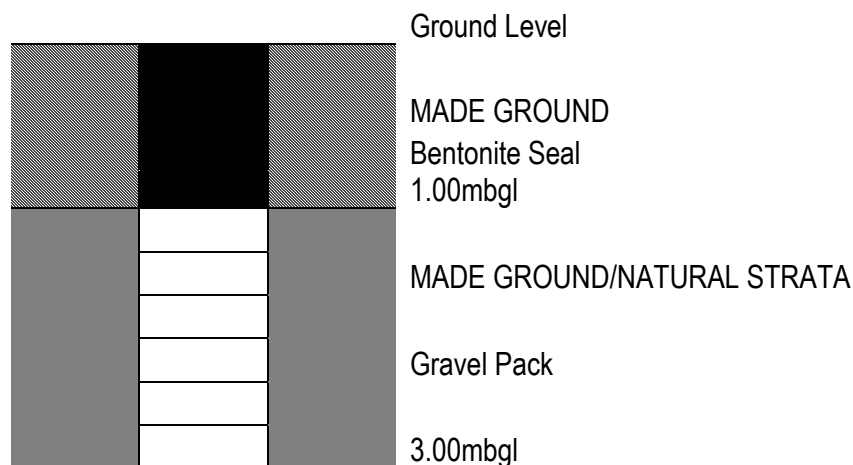 Ground Level
MADE GROUND
Bentonite Seal
1.00mbgl
MADE GROUND/NATURAL STRATA
Gravel Pack
3.00mbgl